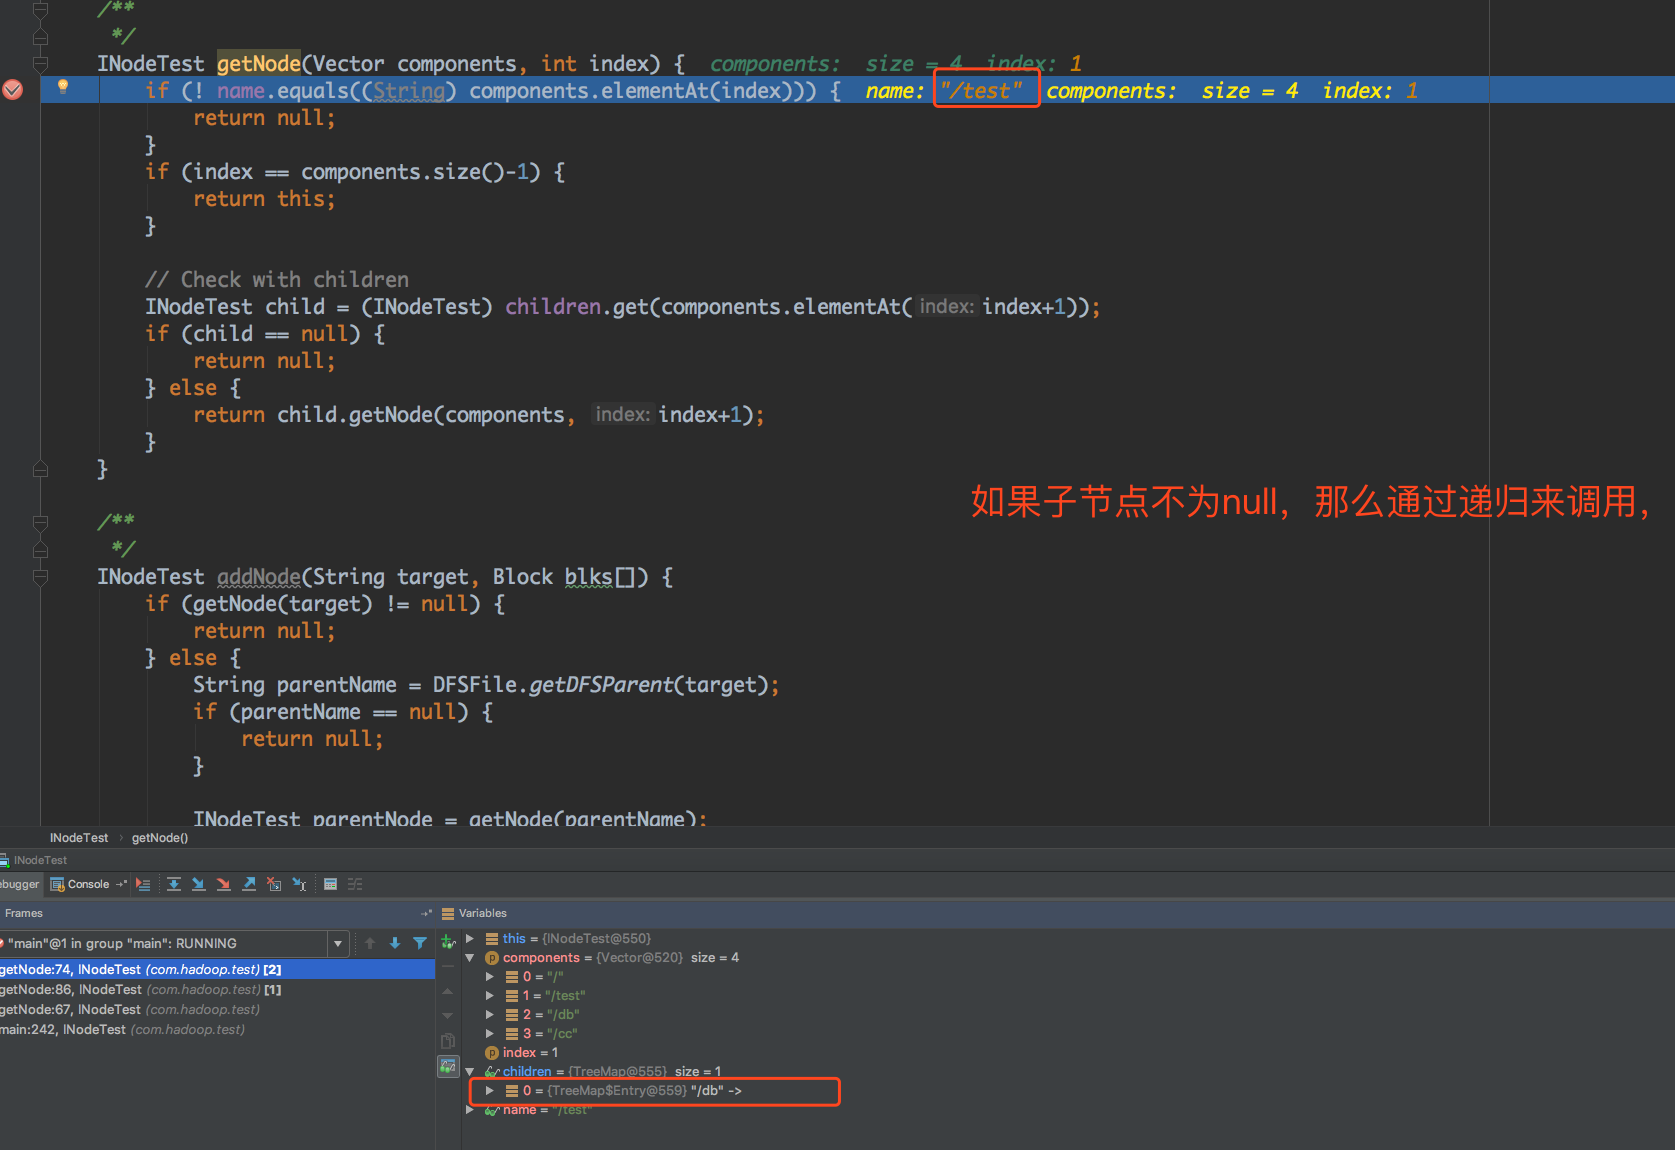 /**
*/
INodeTest getNode(Vector components, int index) {  components:  size = 4  index: 1
if (! name.equals((String) components.elementAt(index))) {  name: "/test"  components:  size = 4  index: 1
return null;
}
if (index == components.size()-1) {
return this;
}
// Check with children
INodeTest child = (INodeTest) children.get(components.elementAt( index: index+1));
if (child == null) {
return null;
} else {
return child.getNode(components, index: index+1);
}
}
如果子节点不为null，那么通过递归来调用，
/**
*/
INodeTest addNode(String target, Block blks[]) {
if (getNode(target) != null) {
return null;
} else {
String parentName = DFSFile.getDFSParent(target);
if (parentName == null) {
return null;
}
INodeTest parentNode = getNode(parentName);
INodeTest › getNode()
INodeTest
ebugger Console
Frames
Variables
"main"@1 in group "main": RUNNING
getNode:74, INodeTest (com.hadoop.test) [2]
getNode:86, INodeTest (com.hadoop.test) [1]
getNode:67, INodeTest (com.hadoop.test)
main:242, INodeTest (com.hadoop.test)
this = {INodeTest@550}
components = {Vector@520} size = 4
0 = "/"
1 = "/test"
2 = "/db"
3 = "/cc"
index = 1
children = {TreeMap@555} size = 1
0 = {TreeMap$Entry@559} "/db" ->
name = "/test"